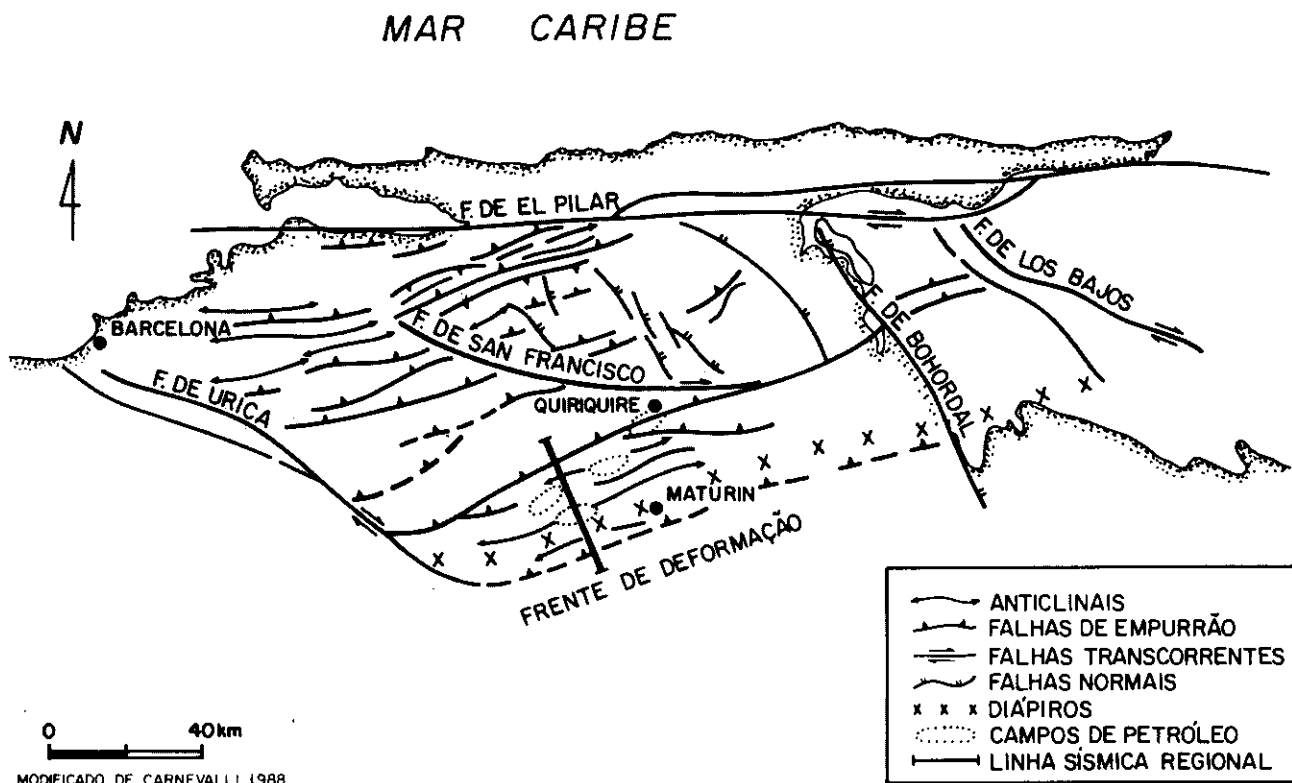 MAR CARIBE
N
F. DE EL PILAR
F. DE LOS BAJOS
BARCELONA
F. DE SAN FRANCISCO
F. DE BOHORDAL
F. DE URICA
QUIRIQUIRE
MATURIN
FRENTE DE DEFORMAÇÃO
ANTICLINAIS
FALHAS DE EMPURRÃO
FALHAS TRANSCORRENTES
FALHAS NORMAIS
x x x DIÁPIROS
CAMPOS DE PETRÓLEO
LINHA SÍSMICA REGIONAL
0 40km
MODIFICADO DE CARNEVALLI, 1988